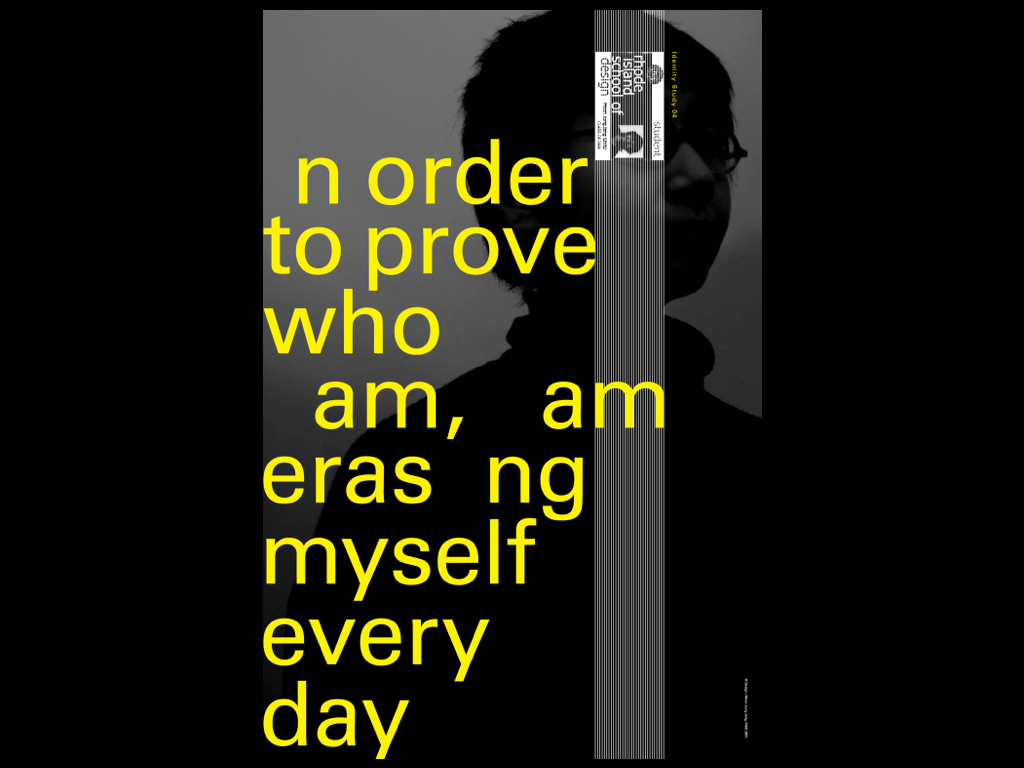 n order
to prove
who
am, am
eras ng
myself
every
day
rhode
island
school of
design
student
Identity Study 04